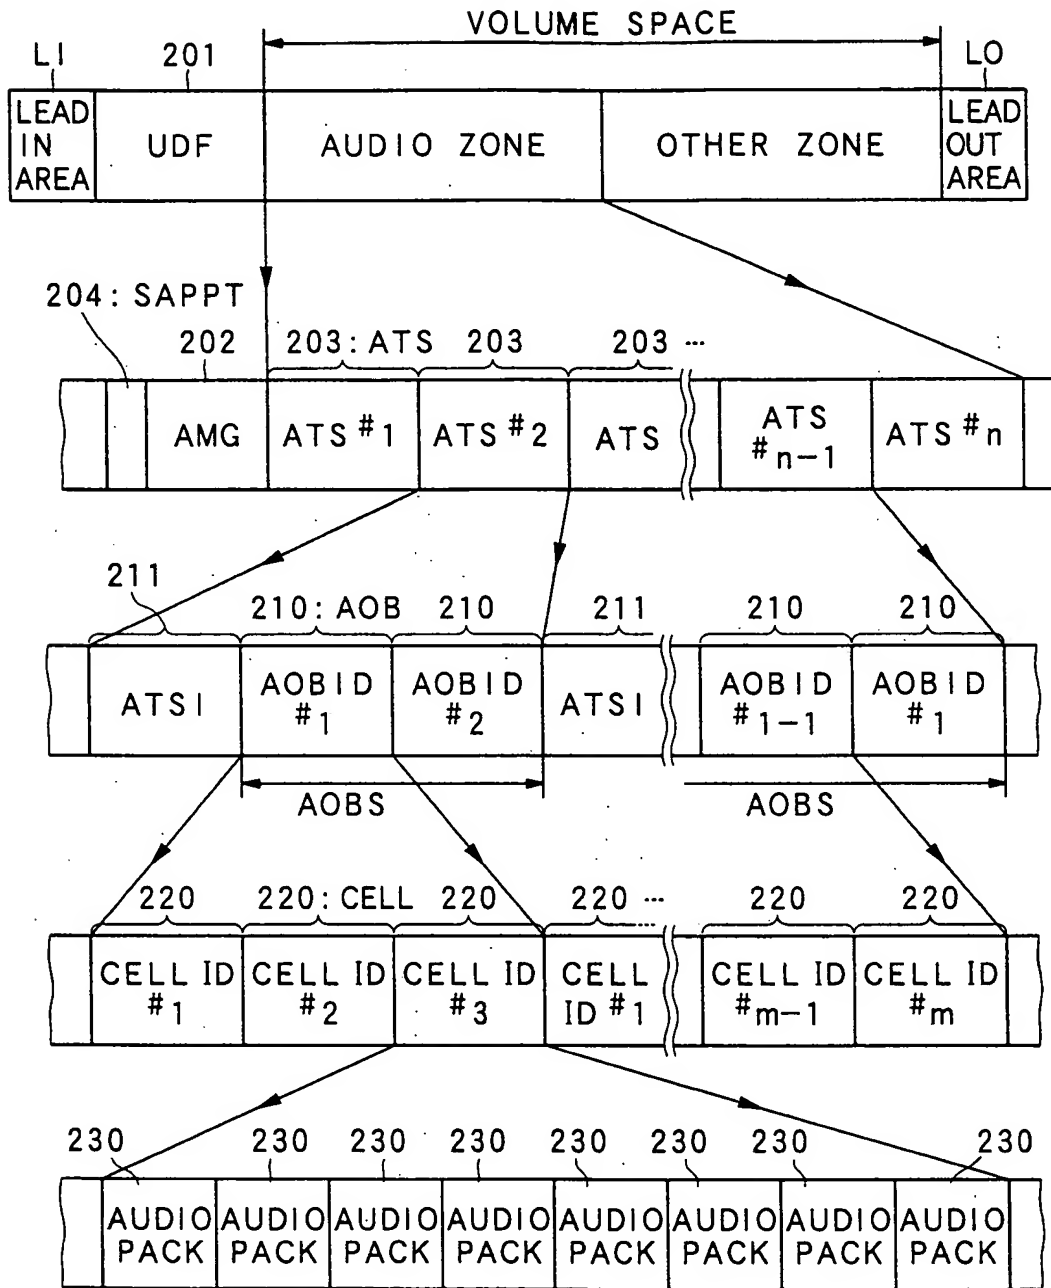 VOLUME SPACE
LI 201 LO
LEAD IN AREA UDF AUDIO ZONE OTHER ZONE LEAD OUT AREA
204: SAPPT
202 203: ATS 203 203 ...
AMG ATS #1 ATS #2 ATS ATS #n-1 ATS #n
211
210: AOB 210 211 210 210
ATSI AOBID #1 AOBID #2 ATSI AOBID #1-1 AOBID #1
AOBS AOBS
220 220: CELL 220 220 ... 220 220
CELL ID #1 CELL ID #2 CELL ID #3 CELL ID #1 CELL ID #m-1 CELL ID #m
230 230 230 230 230 230 230 230
AUDIO PACK AUDIO PACK AUDIO PACK AUDIO PACK AUDIO PACK AUDIO PACK AUDIO PACK AUDIO PACK